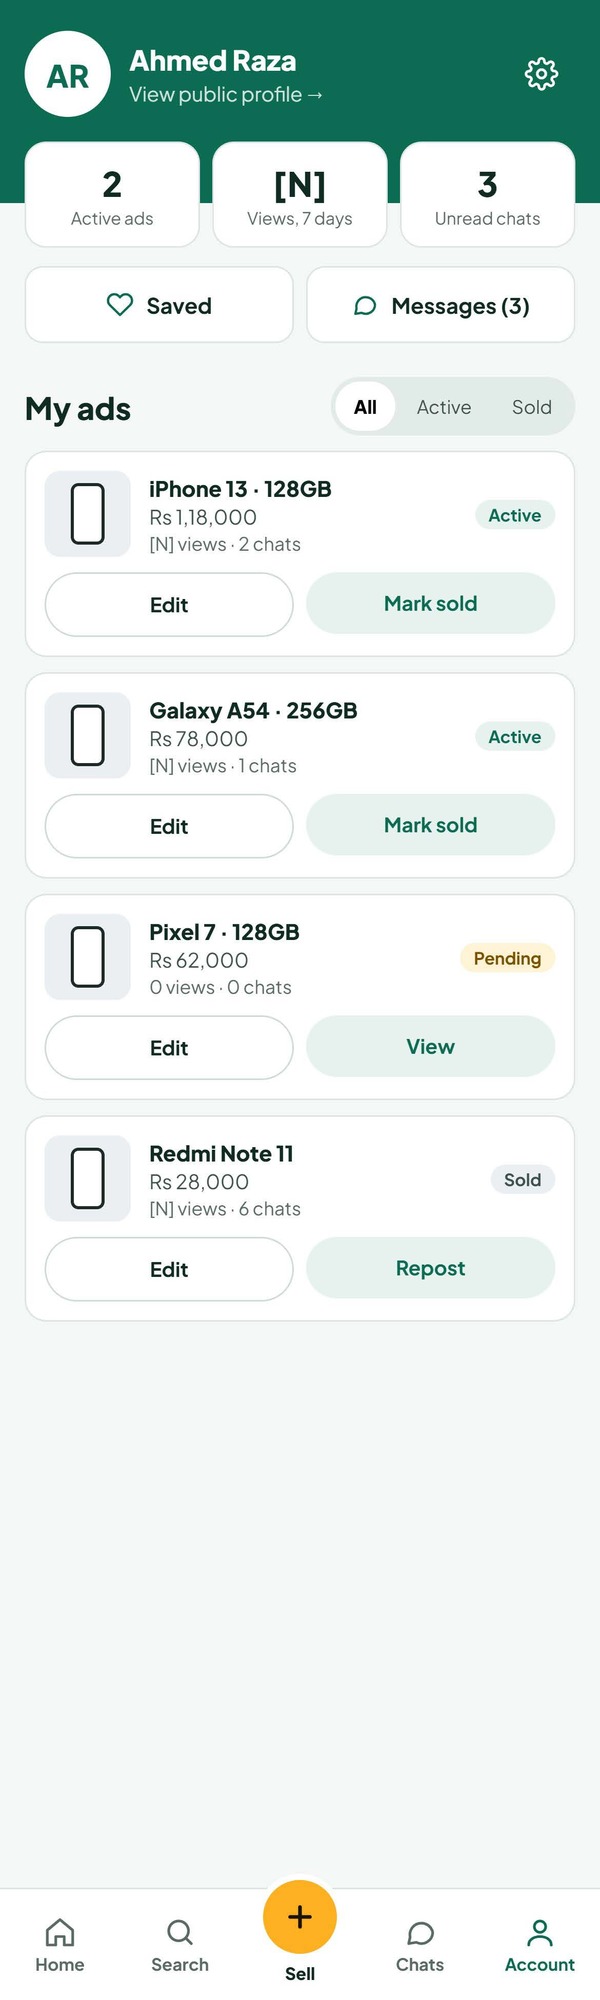 AR
Ahmed Raza
View public profile →
2
Active ads
[N]
Views, 7 days
3
Unread chats
Saved
Messages (3)
My ads
All
Active
Sold
iPhone 13 · 128GB
Rs 1,18,000
[N] views · 2 chats
Active
Edit
Mark sold
Galaxy A54 · 256GB
Rs 78,000
[N] views · 1 chats
Active
Edit
Mark sold
Pixel 7 · 128GB
Rs 62,000
0 views · 0 chats
Pending
Edit
View
Redmi Note 11
Rs 28,000
[N] views · 6 chats
Sold
Edit
Repost
Home
Search
Sell
Chats
Account